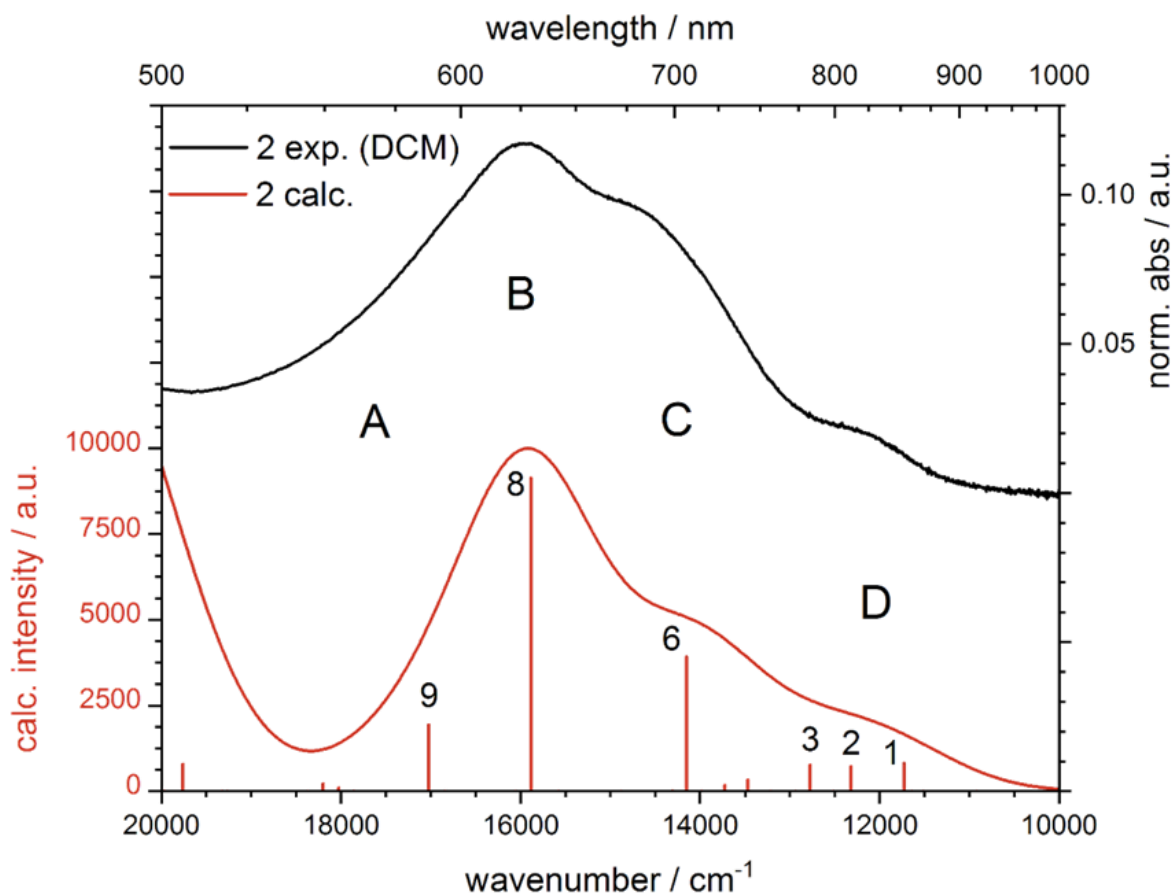 wavelength / nm
500 600 700 800 900 1000
2 exp. (DCM)
2 calc.
0.10
norm. abs / a.u.
B
0.05
A
C
10000
8
7500
calc. intensity / a.u.
D
5000
6
9
2500
3
2
1
0
20000 18000 16000 14000 12000 10000
wavenumber / cm⁻¹